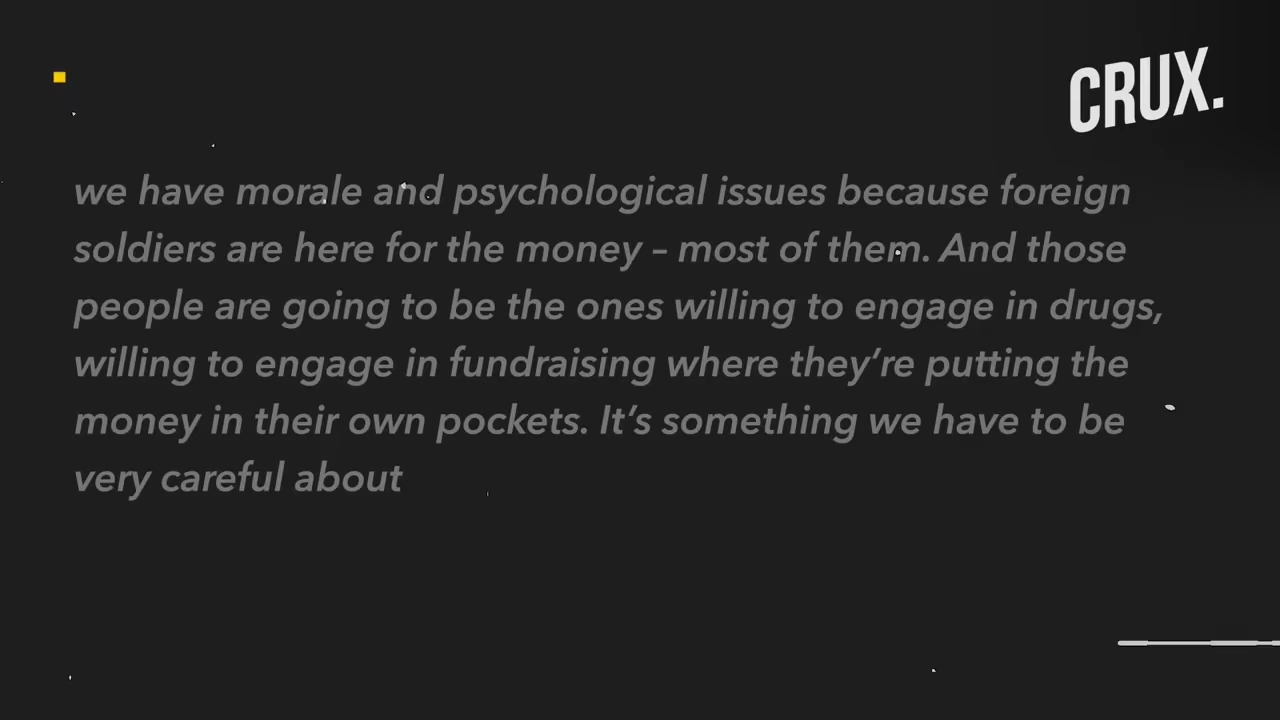 CRUX.
we have morale and psychological issues because foreign
soldiers are here for the money – most of them. And those
people are going to be the ones willing to engage in drugs,
willing to engage in fundraising where they’re putting the
money in their own pockets. It’s something we have to be
very careful about